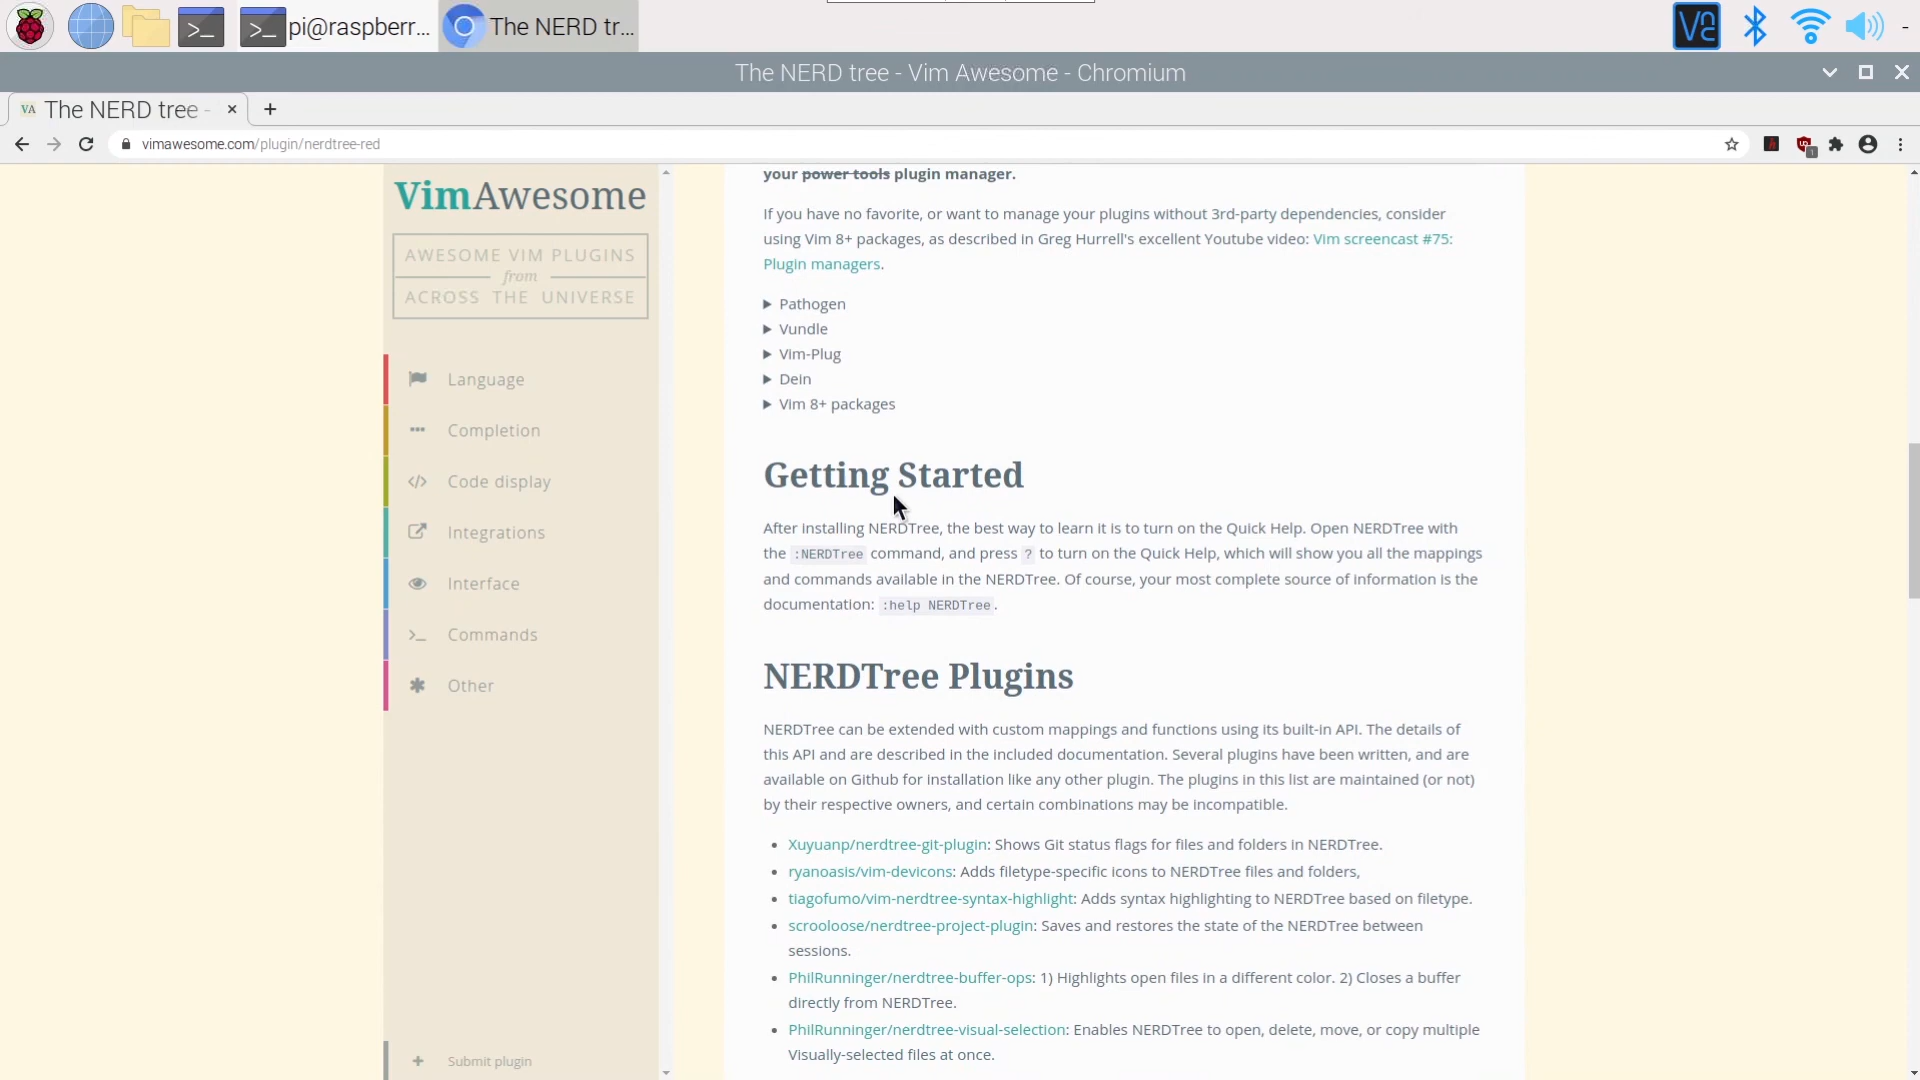 pi@raspberr...
The NERD tr...
The NERD tree - Vim Awesome - Chromium
VA The NERD tree -
vimawesome.com/plugin/nerdtree-red
VimAwesome
AWESOME VIM PLUGINS
from
ACROSS THE UNIVERSE
Language
Completion
Code display
Integrations
Interface
Commands
Other
Submit plugin
your power tools plugin manager.
If you have no favorite, or want to manage your plugins without 3rd-party dependencies, consider
using Vim 8+ packages, as described in Greg Hurrell's excellent Youtube video: Vim screencast #75:
Plugin managers.
Pathogen
Vundle
Vim-Plug
Dein
Vim 8+ packages
Getting Started
After installing NERDTree, the best way to learn it is to turn on the Quick Help. Open NERDTree with
the :NERDTree command, and press ? to turn on the Quick Help, which will show you all the mappings
and commands available in the NERDTree. Of course, your most complete source of information is the
documentation: :help NERDTree.
NERDTree Plugins
NERDTree can be extended with custom mappings and functions using its built-in API. The details of
this API and are described in the included documentation. Several plugins have been written, and are
available on Github for installation like any other plugin. The plugins in this list are maintained (or not)
by their respective owners, and certain combinations may be incompatible.
• Xuyuanp/nerdtree-git-plugin: Shows Git status flags for files and folders in NERDTree.
• ryanoasis/vim-devicons: Adds filetype-specific icons to NERDTree files and folders,
• tiagofumo/vim-nerdtree-syntax-highlight: Adds syntax highlighting to NERDTree based on filetype.
• scrooloose/nerdtree-project-plugin: Saves and restores the state of the NERDTree between
sessions.
• PhilRunninger/nerdtree-buffer-ops: 1) Highlights open files in a different color. 2) Closes a buffer
directly from NERDTree.
• PhilRunninger/nerdtree-visual-selection: Enables NERDTree to open, delete, move, or copy multiple
Visually-selected files at once.